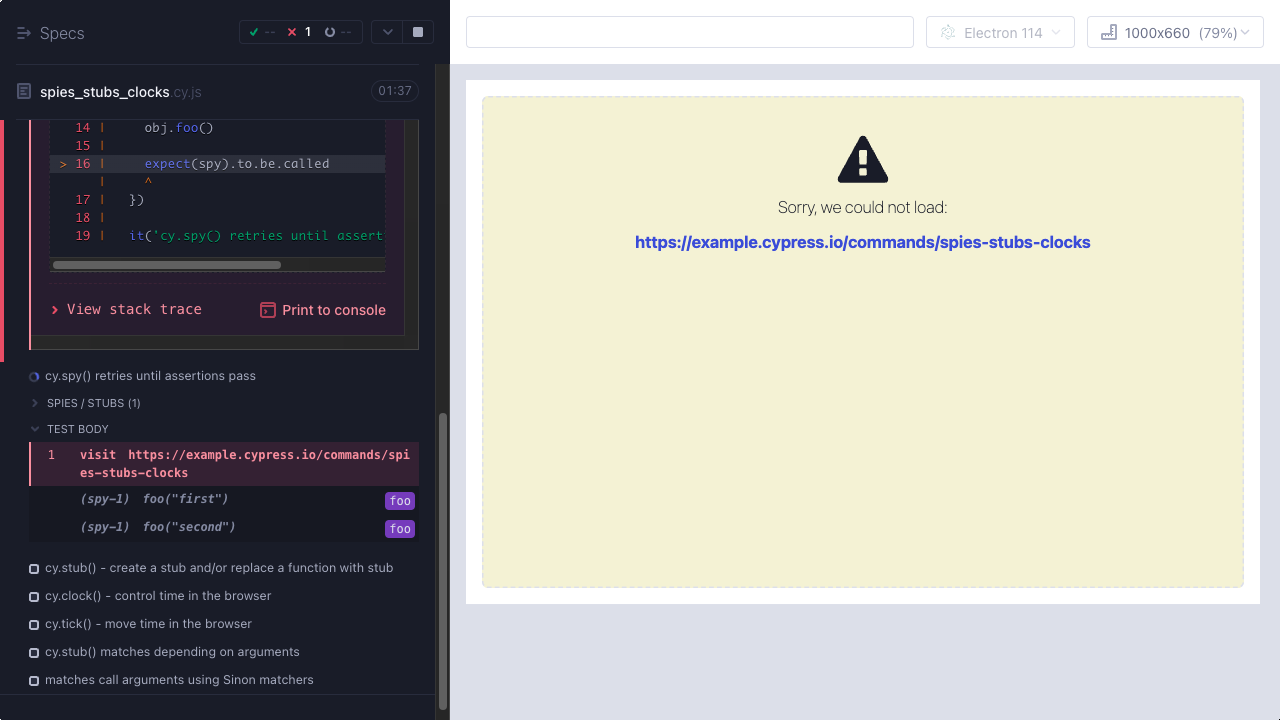 Specs
-- 1 --
spies_stubs_clocks.cy.js 01:37
14 | obj.foo()
15 |
> 16 | expect(spy).to.be.called
| ^
17 | })
18 |
19 | it('cy.spy() retries until assert
View stack trace
Print to console
cy.spy() retries until assertions pass
SPIES / STUBS (1)
TEST BODY
1 visit https://example.cypress.io/commands/spi
es-stubs-clocks
(spy-1) foo("first") foo
(spy-1) foo("second") foo
cy.stub() - create a stub and/or replace a function with stub
cy.clock() - control time in the browser
cy.tick() - move time in the browser
cy.stub() matches depending on arguments
matches call arguments using Sinon matchers
Electron 114
1000x660 (79%)
Sorry, we could not load:
https://example.cypress.io/commands/spies-stubs-clocks